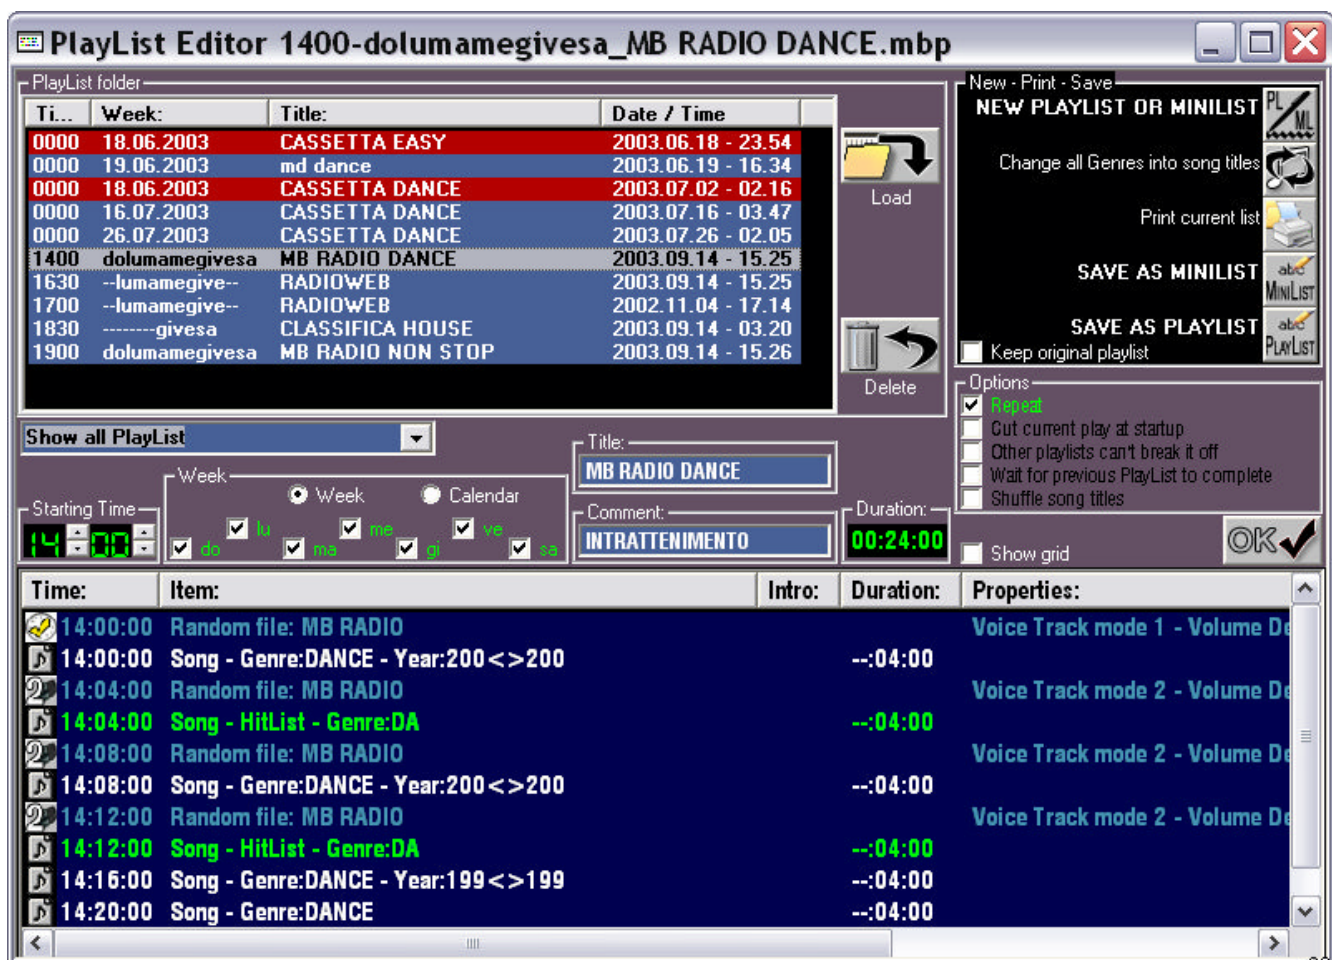 PlayList Editor 1400-dolumamegivesa_MB RADIO DANCE.mbp
PlayList folder
Ti... Week: Title: Date / Time
0000 18.06.2003 CASSETTA EASY 2003.06.18 - 23.54
0000 19.06.2003 md dance 2003.06.19 - 16.34
0000 18.06.2003 CASSETTA DANCE 2003.07.02 - 02.16
0000 16.07.2003 CASSETTA DANCE 2003.07.16 - 03.47
0000 26.07.2003 CASSETTA DANCE 2003.07.26 - 02.05
1400 dolumamegivesa MB RADIO DANCE 2003.09.14 - 15.25
1630 --lumamegive-- RADIOWEB 2003.09.14 - 15.25
1700 --lumamegive-- RADIOWEB 2002.11.04 - 17.14
1830 --------givesa CLASSIFICA HOUSE 2003.09.14 - 03.20
1900 dolumamegivesa MB RADIO NON STOP 2003.09.14 - 15.26
Load
Delete
New - Print - Save
NEW PLAYLIST OR MINILIST PL/ML
Change all Genres into song titles
Print current list
SAVE AS MINILIST abc MINILIST
SAVE AS PLAYLIST abc PLAYLIST
Keep original playlist
Options
Repeat
Cut current play at startup
Other playlists can't break it off
Wait for previous PlayList to complete
Shuffle song titles
Show all PlayList
Title:
MB RADIO DANCE
Week
Week Calendar
Starting Time
14 00
lu me ve
do ma gi sa
Comment:
INTRATTENIMENTO
Duration:
00:24:00
Show grid
OK
Time: Item: Intro: Duration: Properties:
14:00:00 Random file: MB RADIO Voice Track mode 1 - Volume De
14:00:00 Song - Genre:DANCE - Year:200<>200 --:04:00
2 14:04:00 Random file: MB RADIO Voice Track mode 2 - Volume De
14:04:00 Song - HitList - Genre:DA --:04:00
2 14:08:00 Random file: MB RADIO Voice Track mode 2 - Volume De
14:08:00 Song - Genre:DANCE - Year:200<>200 --:04:00
2 14:12:00 Random file: MB RADIO Voice Track mode 2 - Volume De
14:12:00 Song - HitList - Genre:DA --:04:00
14:16:00 Song - Genre:DANCE - Year:199<>199 --:04:00
14:20:00 Song - Genre:DANCE --:04:00